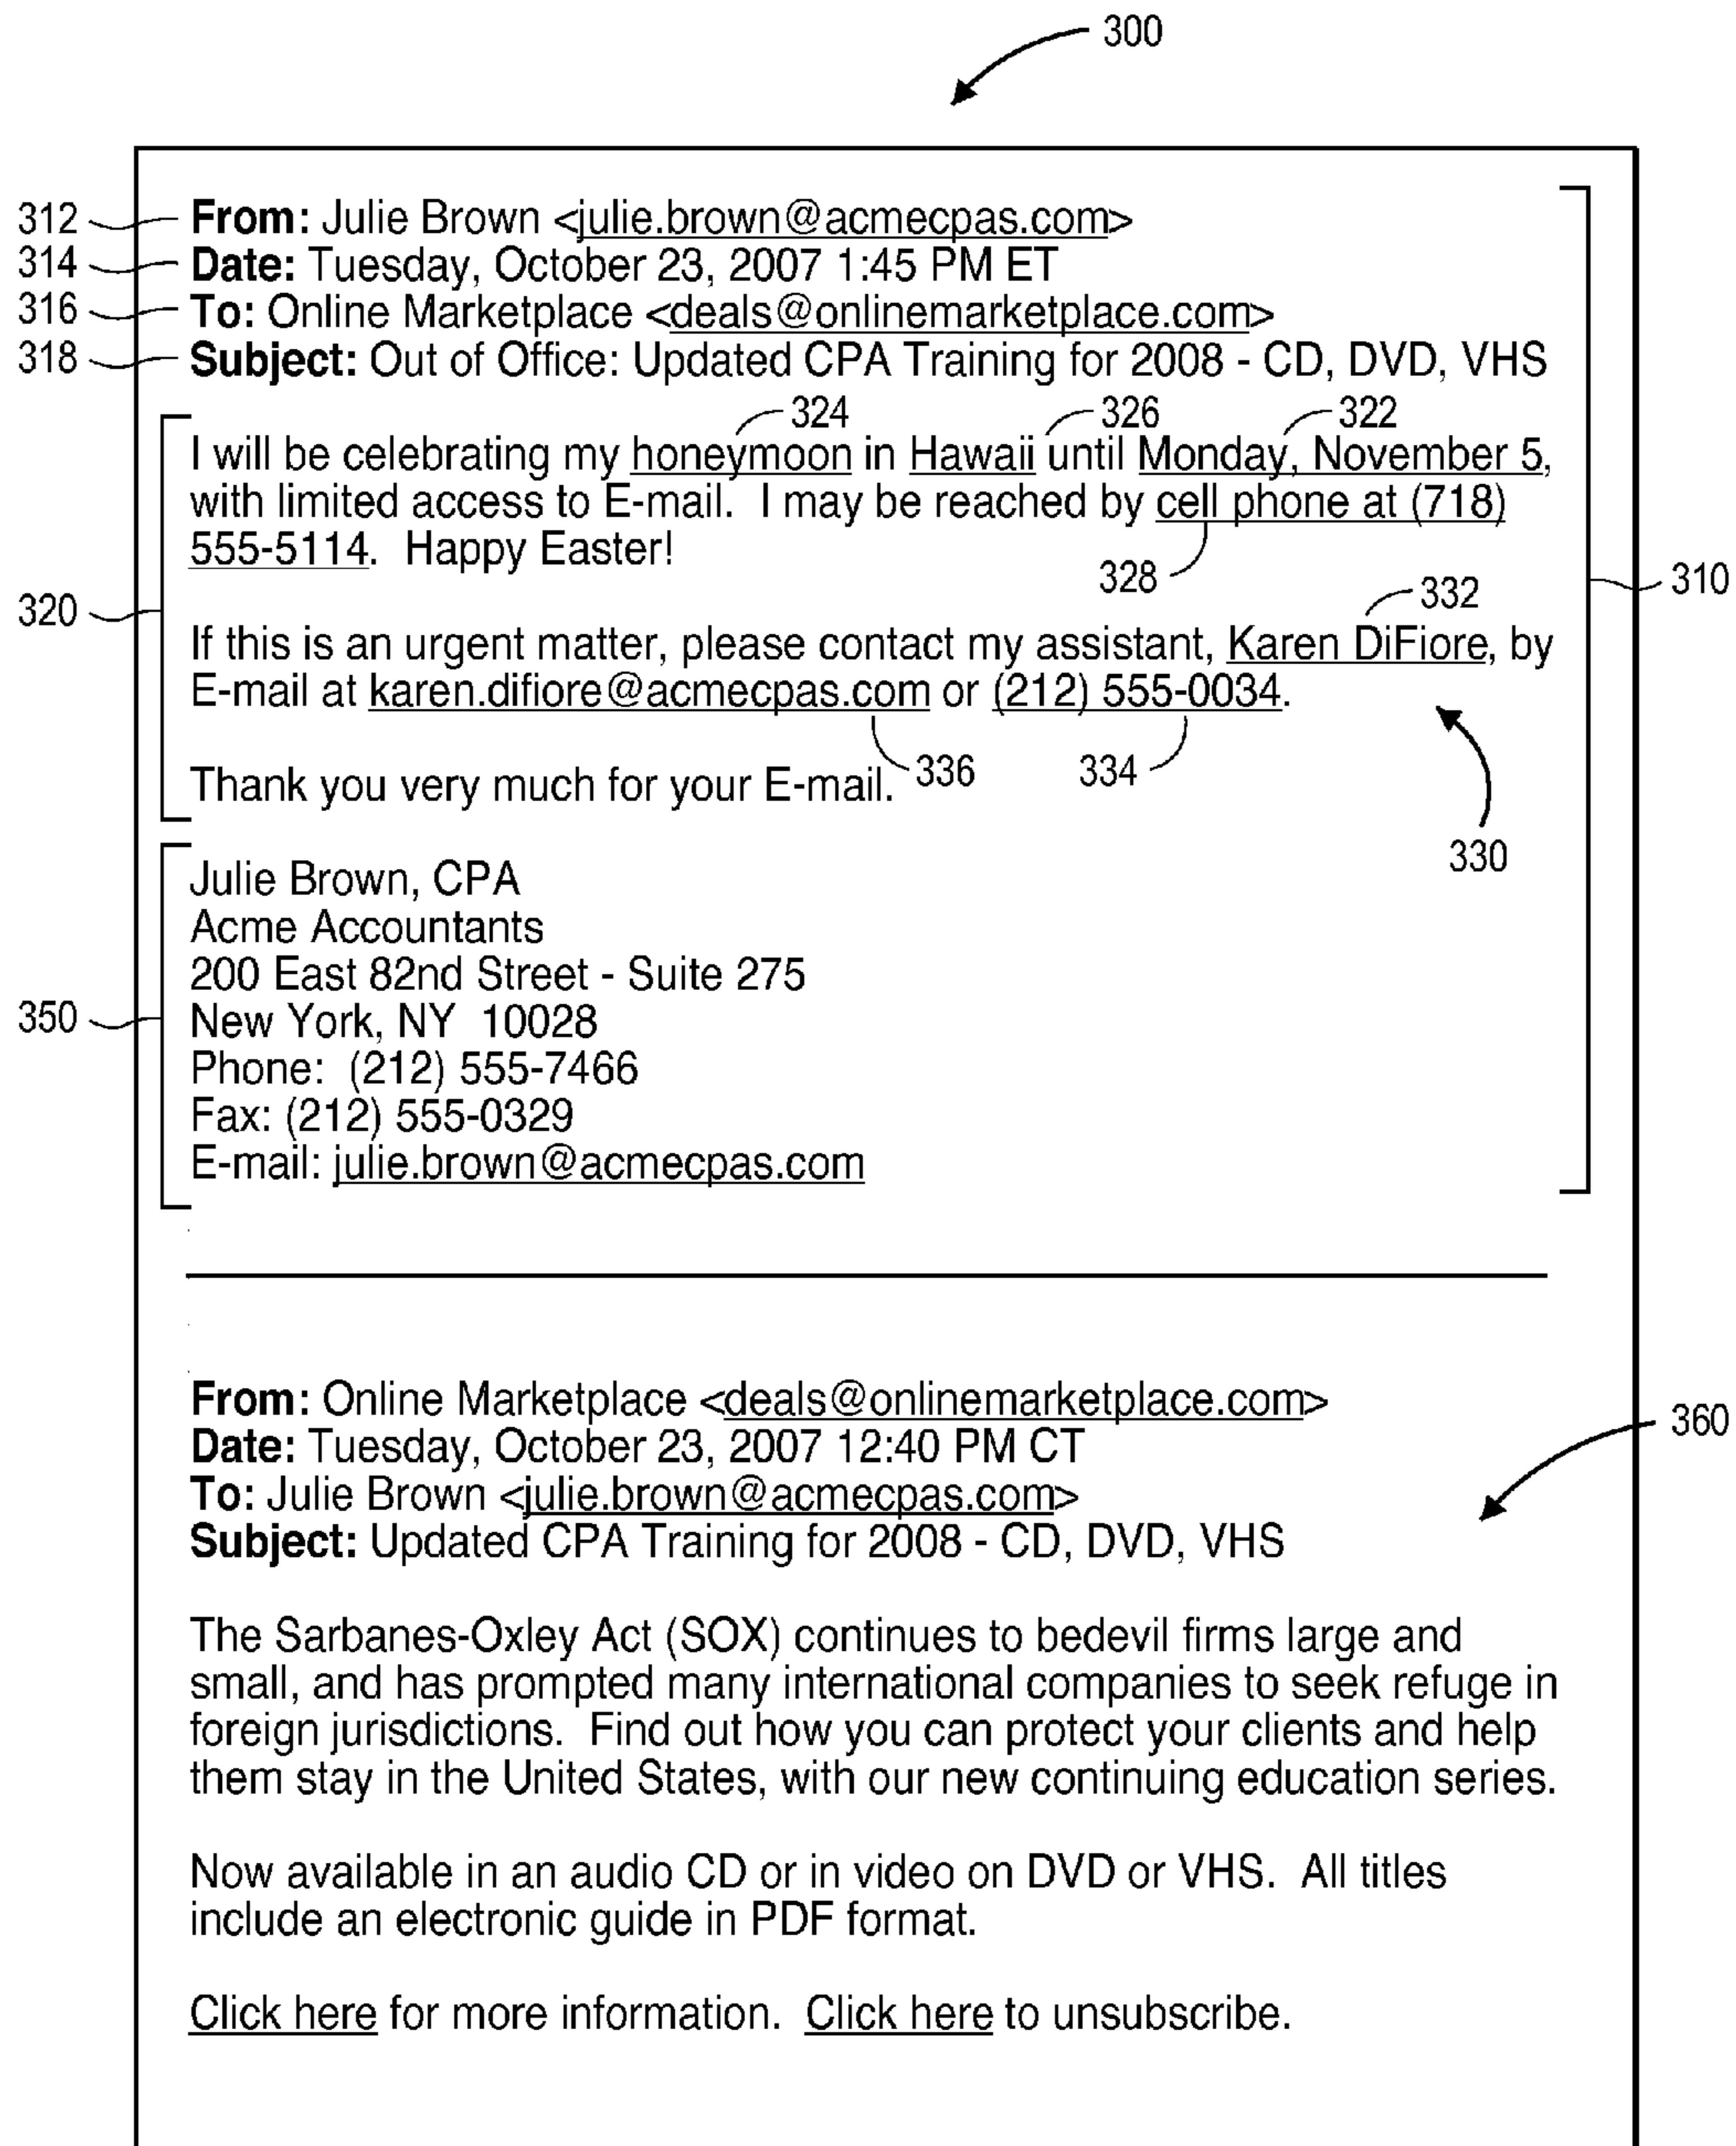 300
312 From: Julie Brown <julie.brown@acmecpas.com>
314 Date: Tuesday, October 23, 2007 1:45 PM ET
316 To: Online Marketplace <deals@onlinemarketplace.com>
318 Subject: Out of Office: Updated CPA Training for 2008 - CD, DVD, VHS
324 326 322
I will be celebrating my honeymoon in Hawaii until Monday, November 5,
with limited access to E-mail. I may be reached by cell phone at (718)
555-5114. Happy Easter!
328 310
320 332
If this is an urgent matter, please contact my assistant, Karen DiFiore, by
E-mail at karen.difiore@acmecpas.com or (212) 555-0034.
336 334
Thank you very much for your E-mail.
330
Julie Brown, CPA
Acme Accountants
200 East 82nd Street - Suite 275
350 New York, NY 10028
Phone: (212) 555-7466
Fax: (212) 555-0329
E-mail: julie.brown@acmecpas.com
From: Online Marketplace <deals@onlinemarketplace.com>
360
Date: Tuesday, October 23, 2007 12:40 PM CT
To: Julie Brown <julie.brown@acmecpas.com>
Subject: Updated CPA Training for 2008 - CD, DVD, VHS
The Sarbanes-Oxley Act (SOX) continues to bedevil firms large and
small, and has prompted many international companies to seek refuge in
foreign jurisdictions. Find out how you can protect your clients and help
them stay in the United States, with our new continuing education series.
Now available in an audio CD or in video on DVD or VHS. All titles
include an electronic guide in PDF format.
Click here for more information. Click here to unsubscribe.